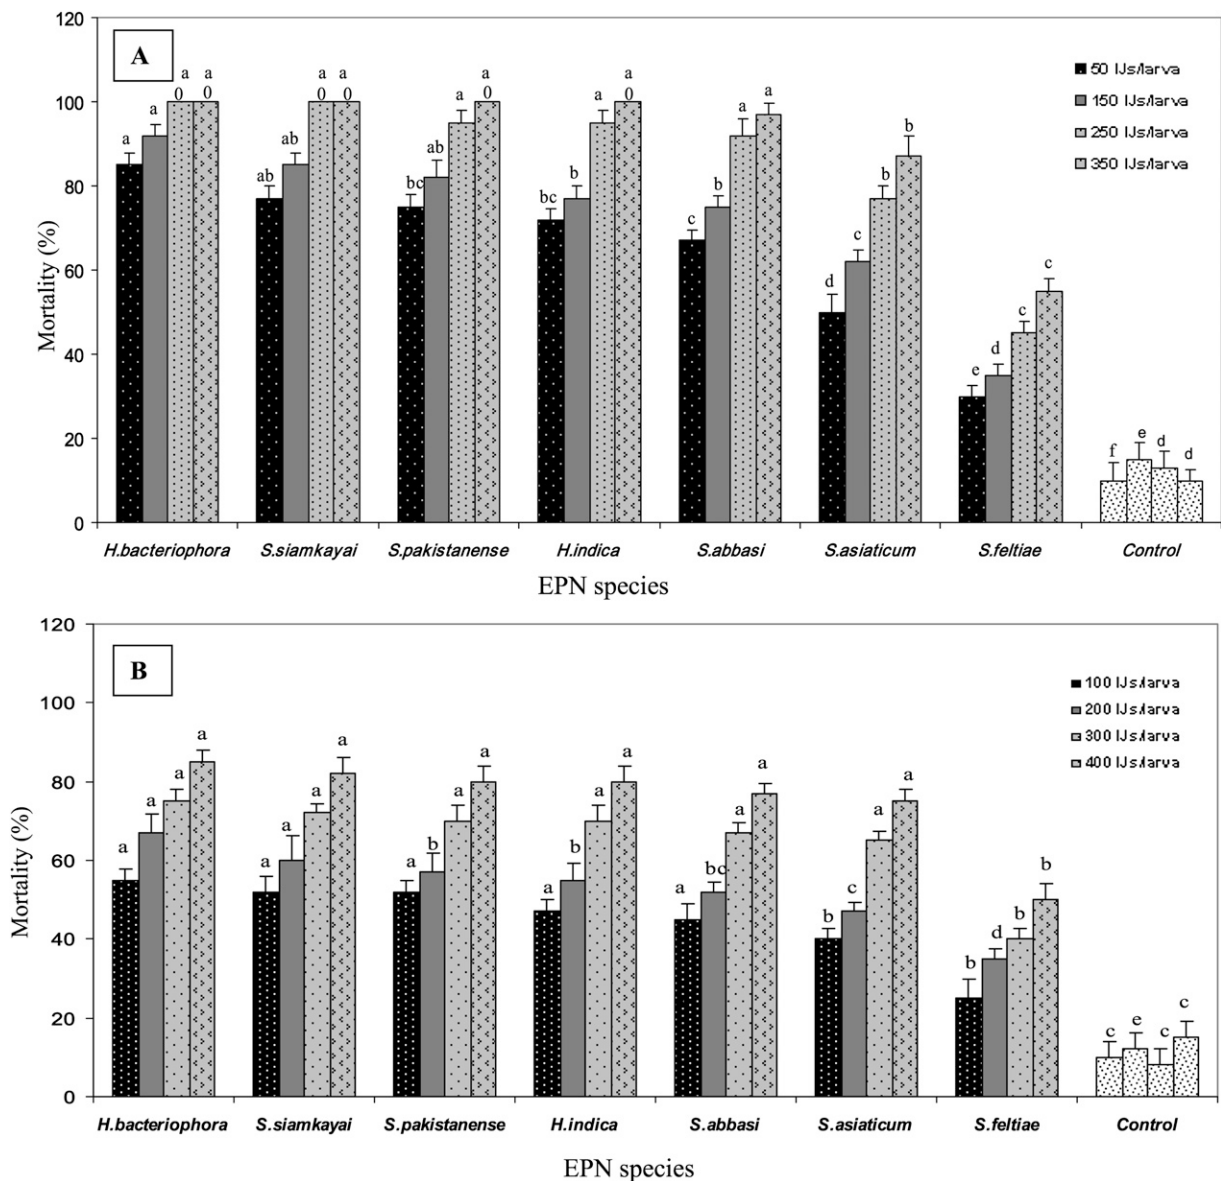 120
A
50 IJs/larva
150 IJs/larva
250 IJs/larva
350 IJs/larva
100
80
60
40
20
0
Mortality (%)
a a a a
0 0
ab ab a a
0 0
bc ab a a
0
bc b a a
0
c b a a
d c b b
e d c c
f e d d
H.bacteriophora S.siamkayai S.pakistanense H.indica S.abbasi S.asiaticum S.feltiae Control
EPN species
120
B
100 IJs/larva
200 IJs/larva
300 IJs/larva
400 IJs/larva
100
80
60
40
20
0
Mortality (%)
a a a a
a a a a
a b a a
a b a a
a bc a a
b c a a
b d b b
c e c c
H.bacteriophora S.siamkayai S.pakistanense H.indica S.abbasi S.asiaticum S.feltiae Control
EPN species